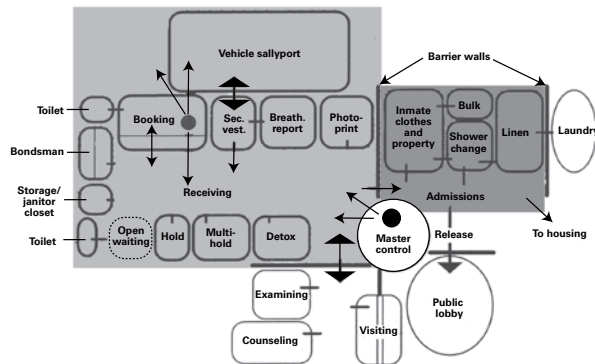 Vehicle sallyport
Barrier walls
Toilet
Booking
Sec.
vest.
Breath.
report
Photo-
print
Inmate
clothes
and
property
Bulk
Shower
change
Linen
Laundry
Bondsman
Storage/
janitor
closet
Receiving
Admissions
Toilet
Open
waiting
Hold
Multi-
hold
Detox
Master
control
Release
To housing
Examining
Counseling
Visiting
Public
lobby